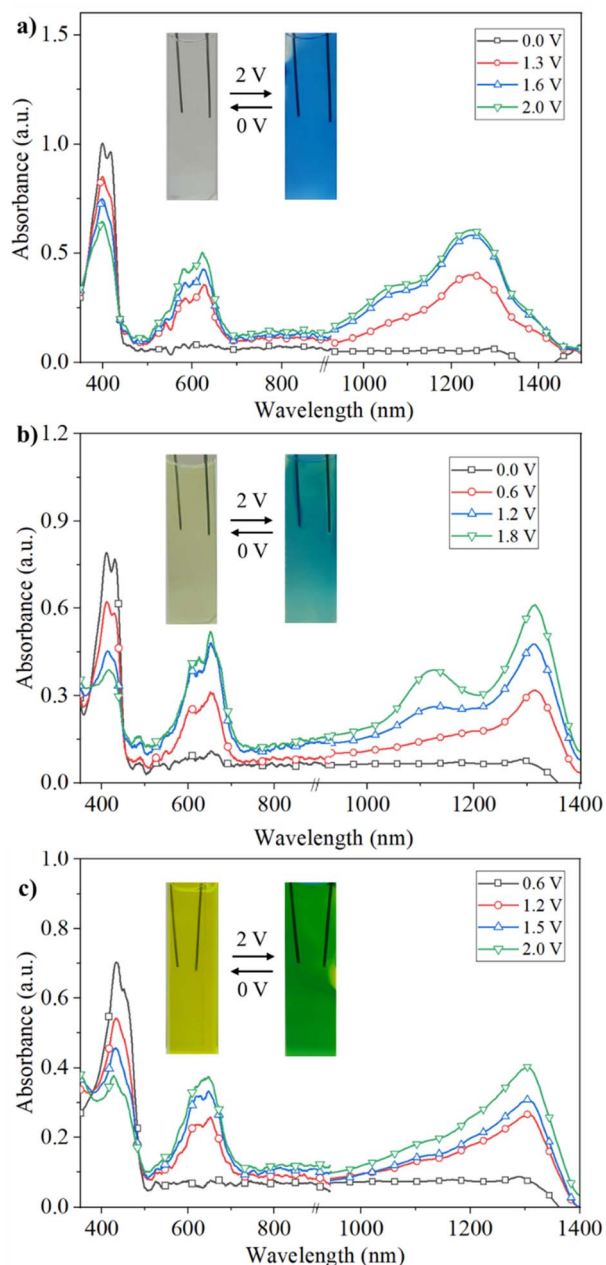 a)
1.5
1.0
0.5
0.0
Absorbance (a.u.)
2 V
0 V
0.0 V
1.3 V
1.6 V
2.0 V
400 600 800 1000 1200 1400
Wavelength (nm)
b)
1.2
0.9
0.6
0.3
0.0
Absorbance (a.u.)
2 V
0 V
0.0 V
0.6 V
1.2 V
1.8 V
400 600 800 1000 1200 1400
Wavelength (nm)
c)
1.0
0.8
0.6
0.4
0.2
0.0
Absorbance (a.u.)
2 V
0 V
0.6 V
1.2 V
1.5 V
2.0 V
400 600 800 1000 1200 1400
Wavelength (nm)